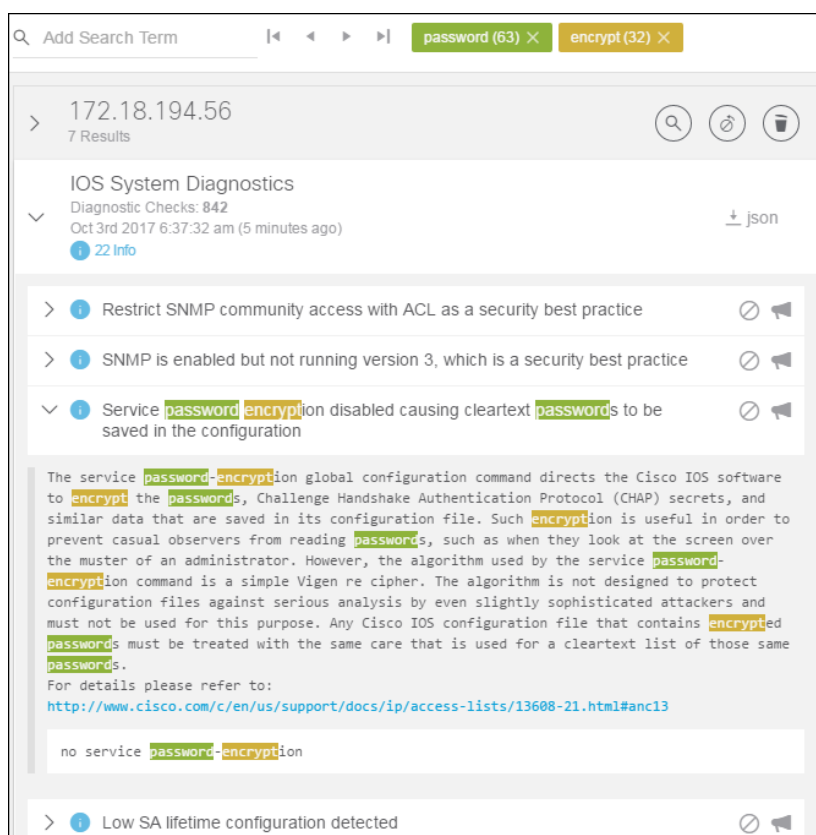 Add Search Term
password (63)
encrypt (32)
172.18.194.56
7 Results
IOS System Diagnostics
Diagnostic Checks: 842
Oct 3rd 2017 6:37:32 am (5 minutes ago)
22 Info
json
Restrict SNMP community access with ACL as a security best practice
SNMP is enabled but not running version 3, which is a security best practice
Service password encryption disabled causing cleartext passwords to be
saved in the configuration
The service password-encryption global configuration command directs the Cisco IOS software
to encrypt the passwords, Challenge Handshake Authentication Protocol (CHAP) secrets, and
similar data that are saved in its configuration file. Such encryption is useful in order to
prevent casual observers from reading passwords, such as when they look at the screen over
the muster of an administrator. However, the algorithm used by the service password-
encryption command is a simple Vigen re cipher. The algorithm is not designed to protect
configuration files against serious analysis by even slightly sophisticated attackers and
must not be used for this purpose. Any Cisco IOS configuration file that contains encrypted
passwords must be treated with the same care that is used for a cleartext list of those same
passwords.
For details please refer to:
http://www.cisco.com/c/en/us/support/docs/ip/access-lists/13608-21.html#anc13
no service password-encryption
Low SA lifetime configuration detected